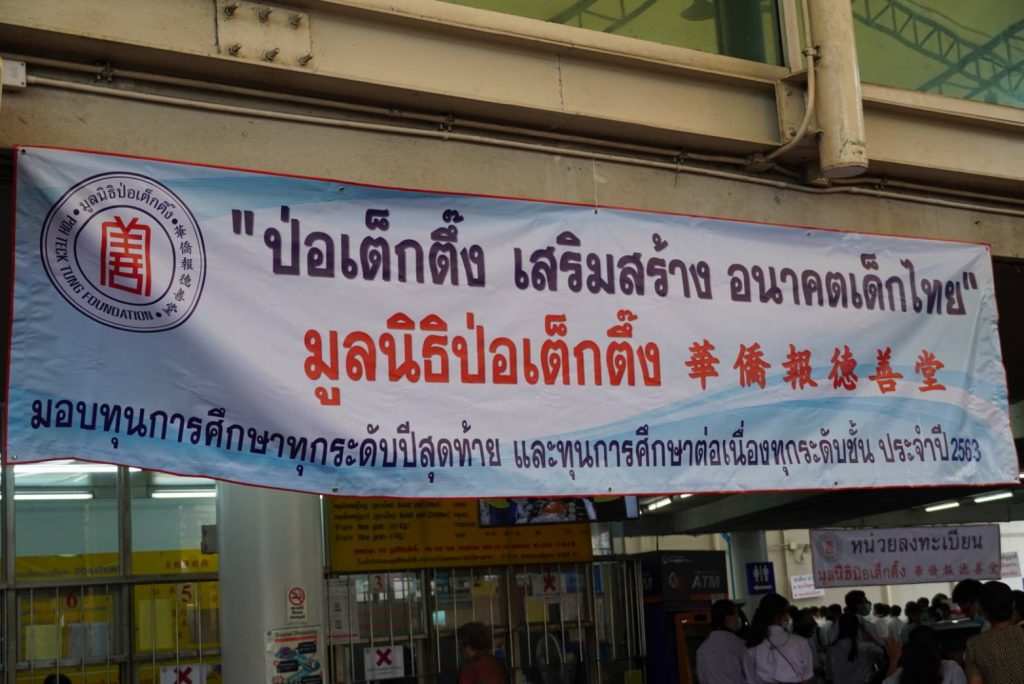 มูลนิธิป่อเต็กตึ๊ง • 華僑報德善堂 • POH TECK TUNG FOUNDATION •
"ป่อเต็กตึ๊ง เสริมสร้าง อนาคตเด็กไทย"
มูลนิธิป่อเต็กตึ๊ง 華僑報德善堂
มอบทุนการศึกษาทุกระดับปีสุดท้าย และทุนการศึกษาต่อเนื่องทุกระดับชั้น ประจำปี 2563
หน่วยลงทะเบียน
มูลนิธิป่อเต็กตึ๊ง 華僑報德善堂
ATM
DONATION
6
5
3
Social Distancing